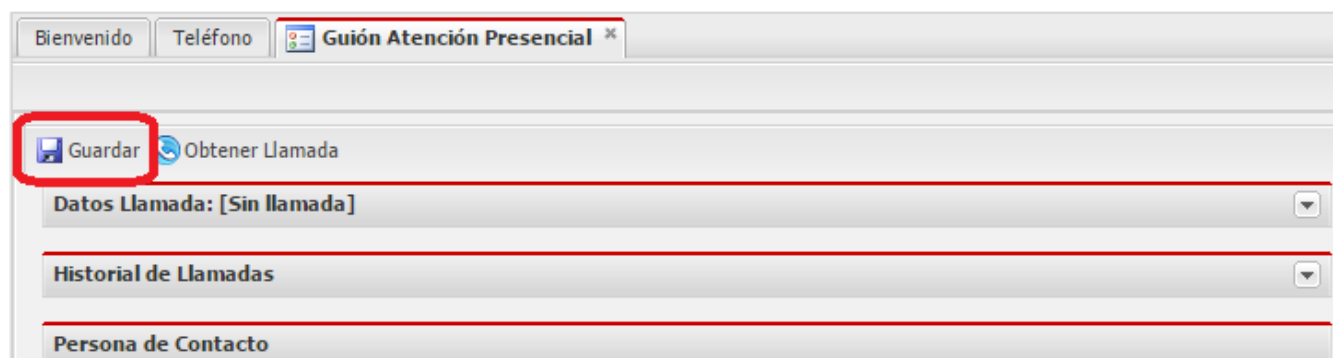 Bienvenido Teléfono Guión Atención Presencial
Guardar Obtener Llamada
Datos Llamada: [Sin llamada]
Historial de Llamadas
Persona de Contacto